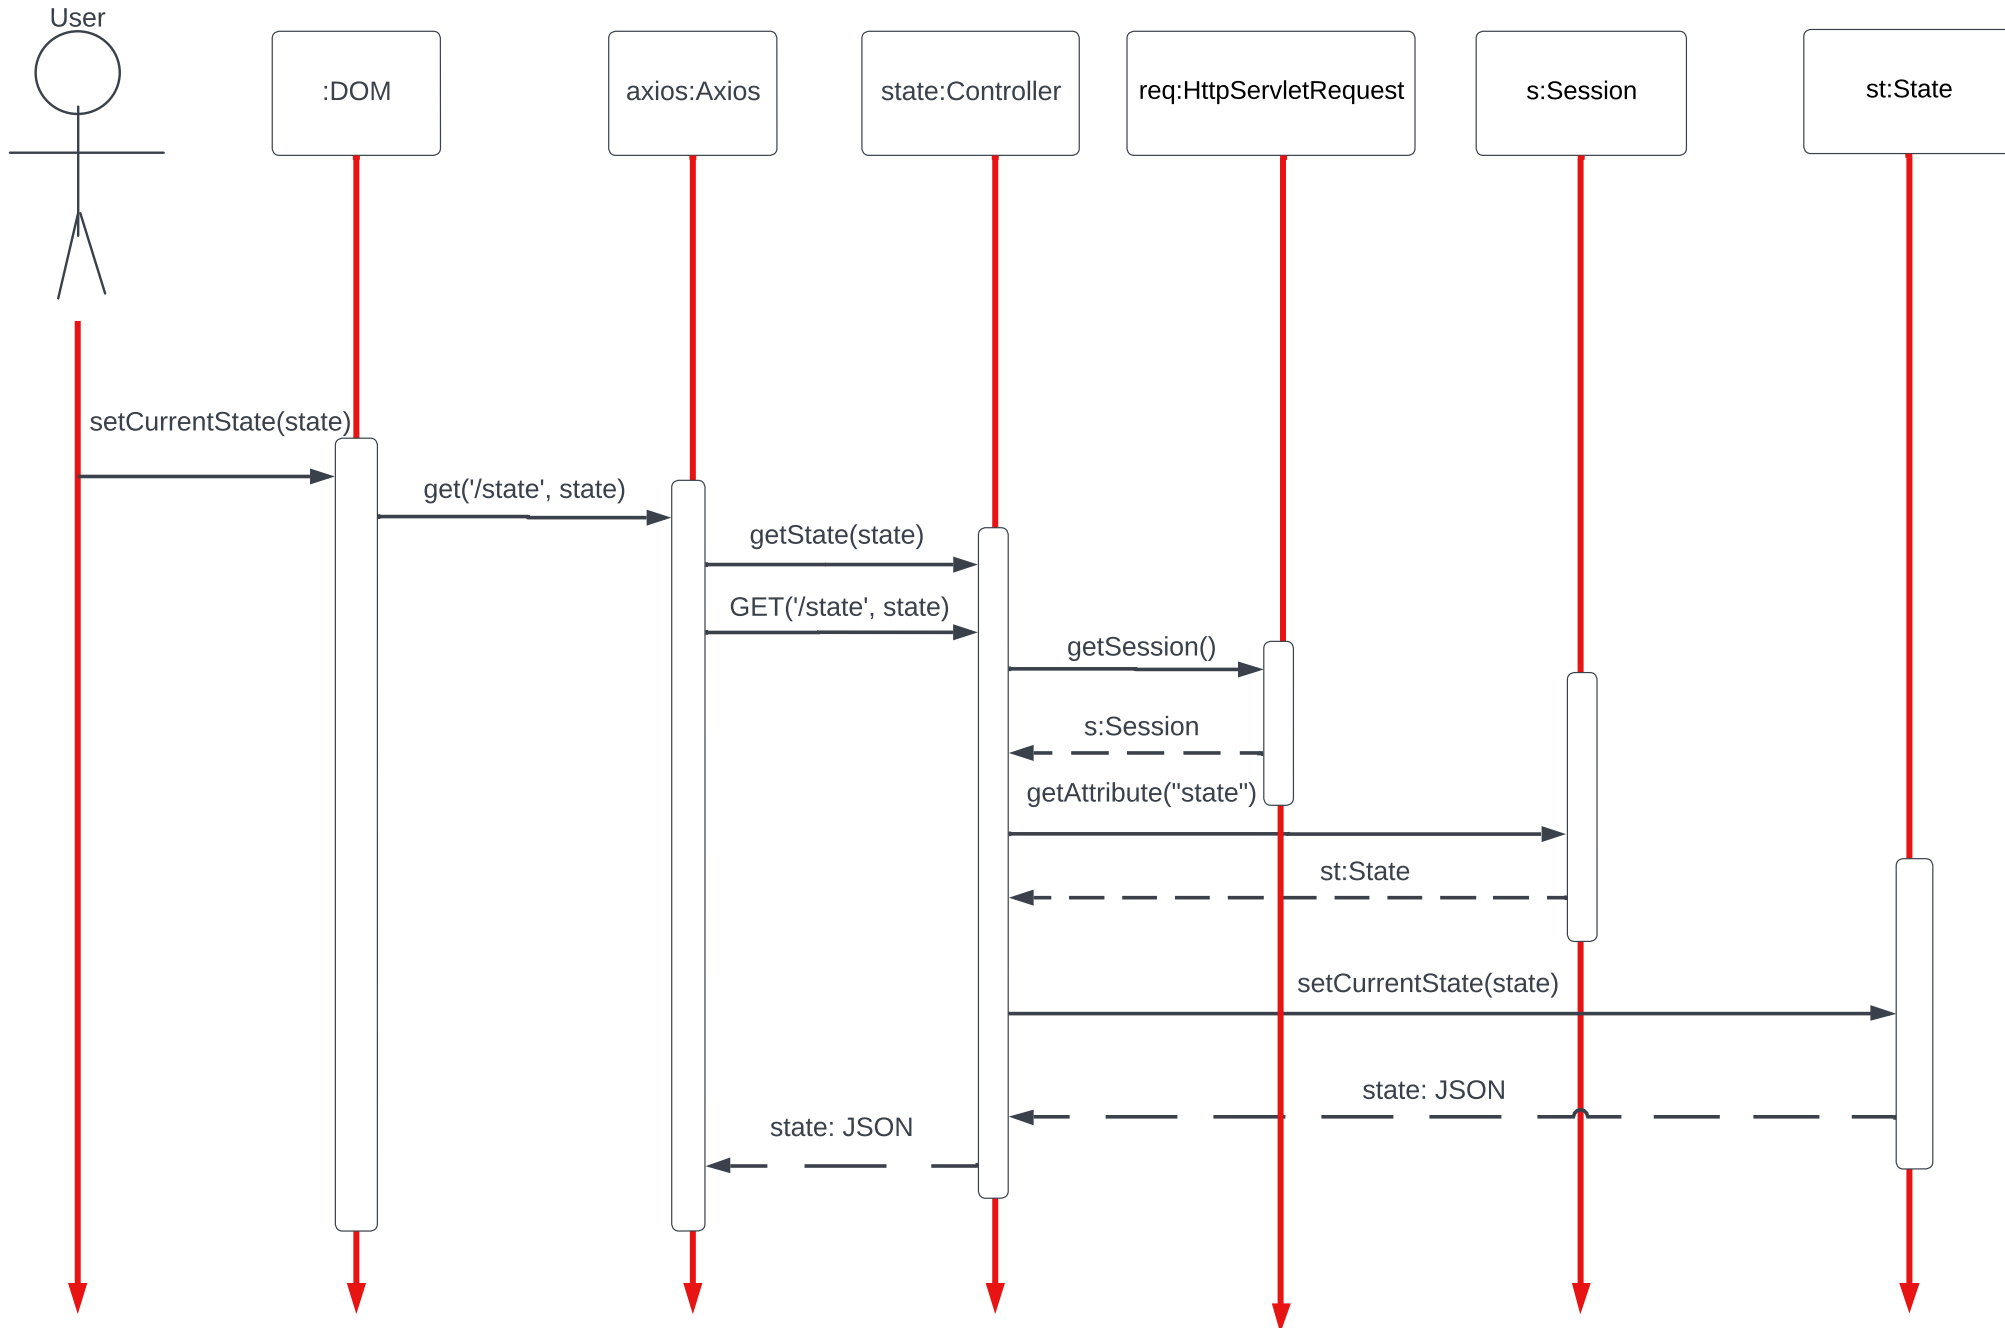 User
:DOM
axios:Axios
state:Controller
req:HttpServletRequest
s:Session
st:State
setCurrentState(state)
get('/state', state)
getState(state)
GET('/state', state)
getSession()
s:Session
getAttribute("state")
st:State
setCurrentState(state)
state: JSON
state: JSON